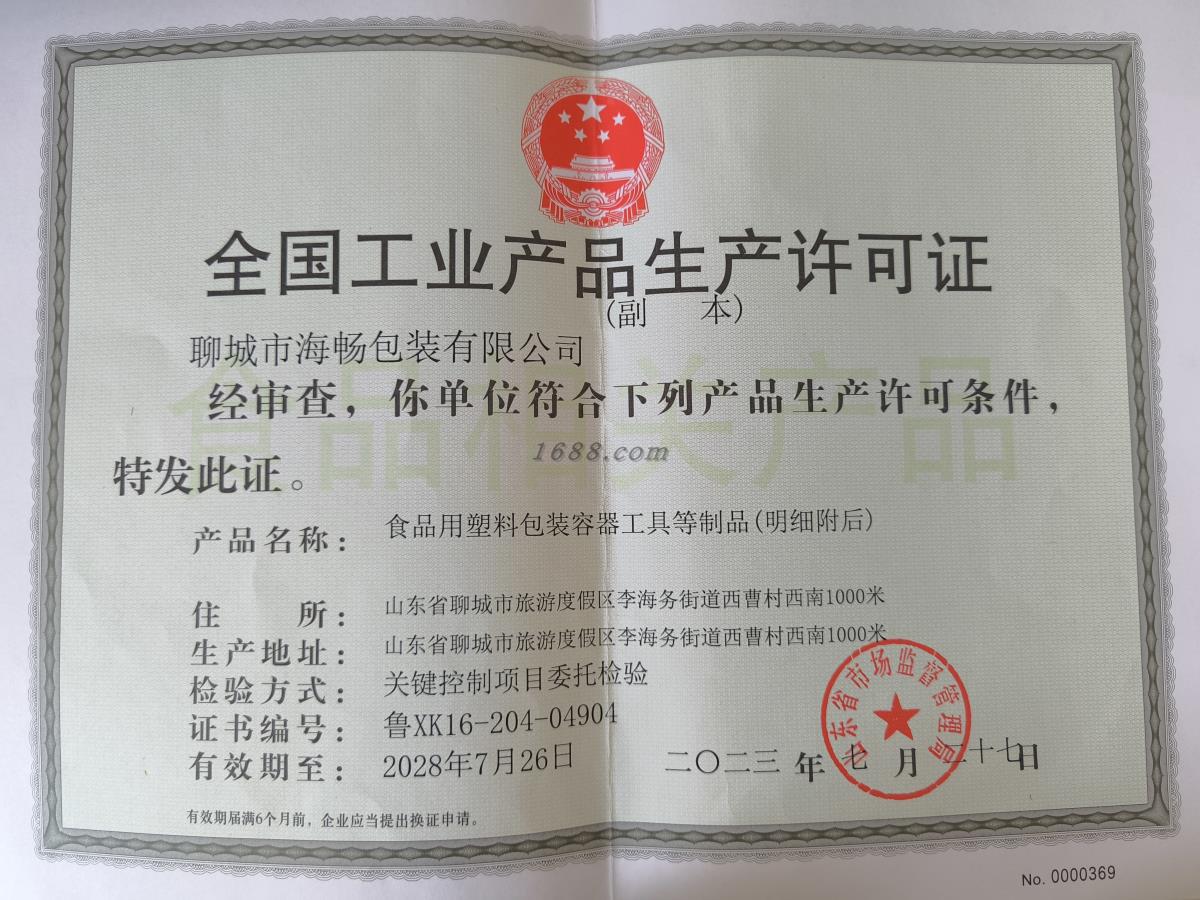 全国工业产品生产许可证
(副 本)
聊城市海畅包装有限公司
食品相关产品
经审查，你单位符合下列产品生产许可条件，
1688.com
特发此证。
产品名称： 食品用塑料包装容器工具等制品(明细附后)
住 所： 山东省聊城市旅游度假区李海务街道西曹村西南1000米
生产地址： 山东省聊城市旅游度假区李海务街道西曹村西南1000米
检验方式： 关键控制项目委托检验
证书编号： 鲁XK16-204-04904
有效期至： 2028年7月26日
山东省市场监督管理局
二〇二三年七月二十七日
有效期届满6个月前，企业应当提出换证申请。
No. 0000369